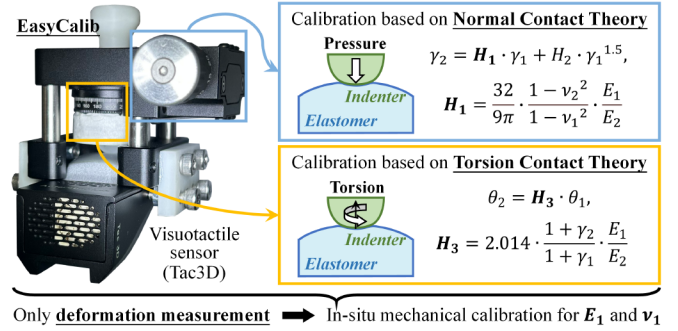 EasyCalib
Calibration based on Normal Contact Theory
Pressure
Indenter
Elastomer
γ₂ = H₁ · γ₁ + H₂ · γ₁^1.5,
H₁ = 32/9π · 1 − ν₂²/1 − ν₁² · E₁/E₂
Calibration based on Torsion Contact Theory
Torsion
Indenter
Elastomer
θ₂ = H₃ · θ₁,
H₃ = 2.014 · 1 + γ₂/1 + γ₁ · E₁/E₂
Visuotactile
sensor
(Tac3D)
Only deformation measurement ➡ In-situ mechanical calibration for E₁ and ν₁